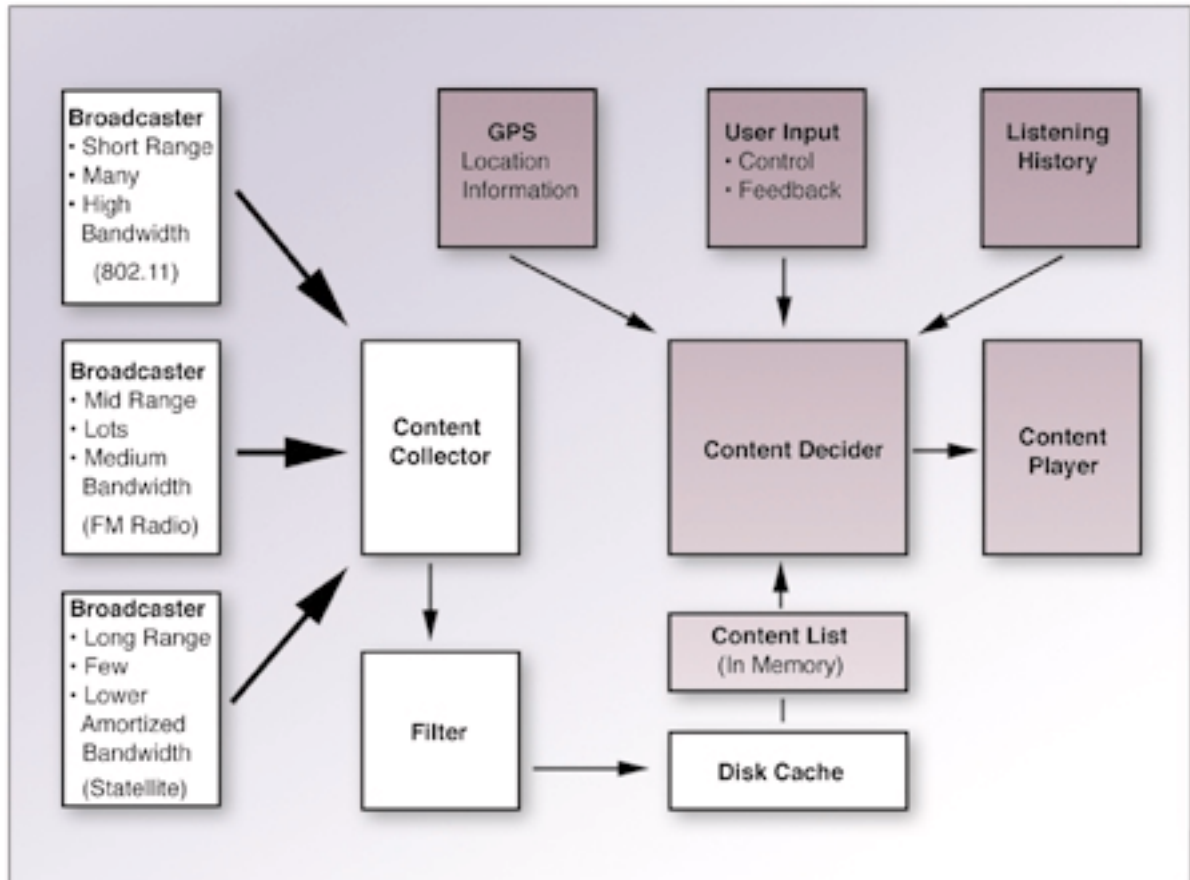 Broadcaster
• Short Range
• Many
• High
Bandwidth
(802.11)
Broadcaster
• Mid Range
• Lots
• Medium
Bandwidth
(FM Radio)
Broadcaster
• Long Range
• Few
• Lower
Amortized
Bandwidth
(Statellite)
Content
Collector
Filter
GPS
Location
Information
User Input
• Control
• Feedback
Listening
History
Content Decider
Content
Player
Content List
(In Memory)
Disk Cache